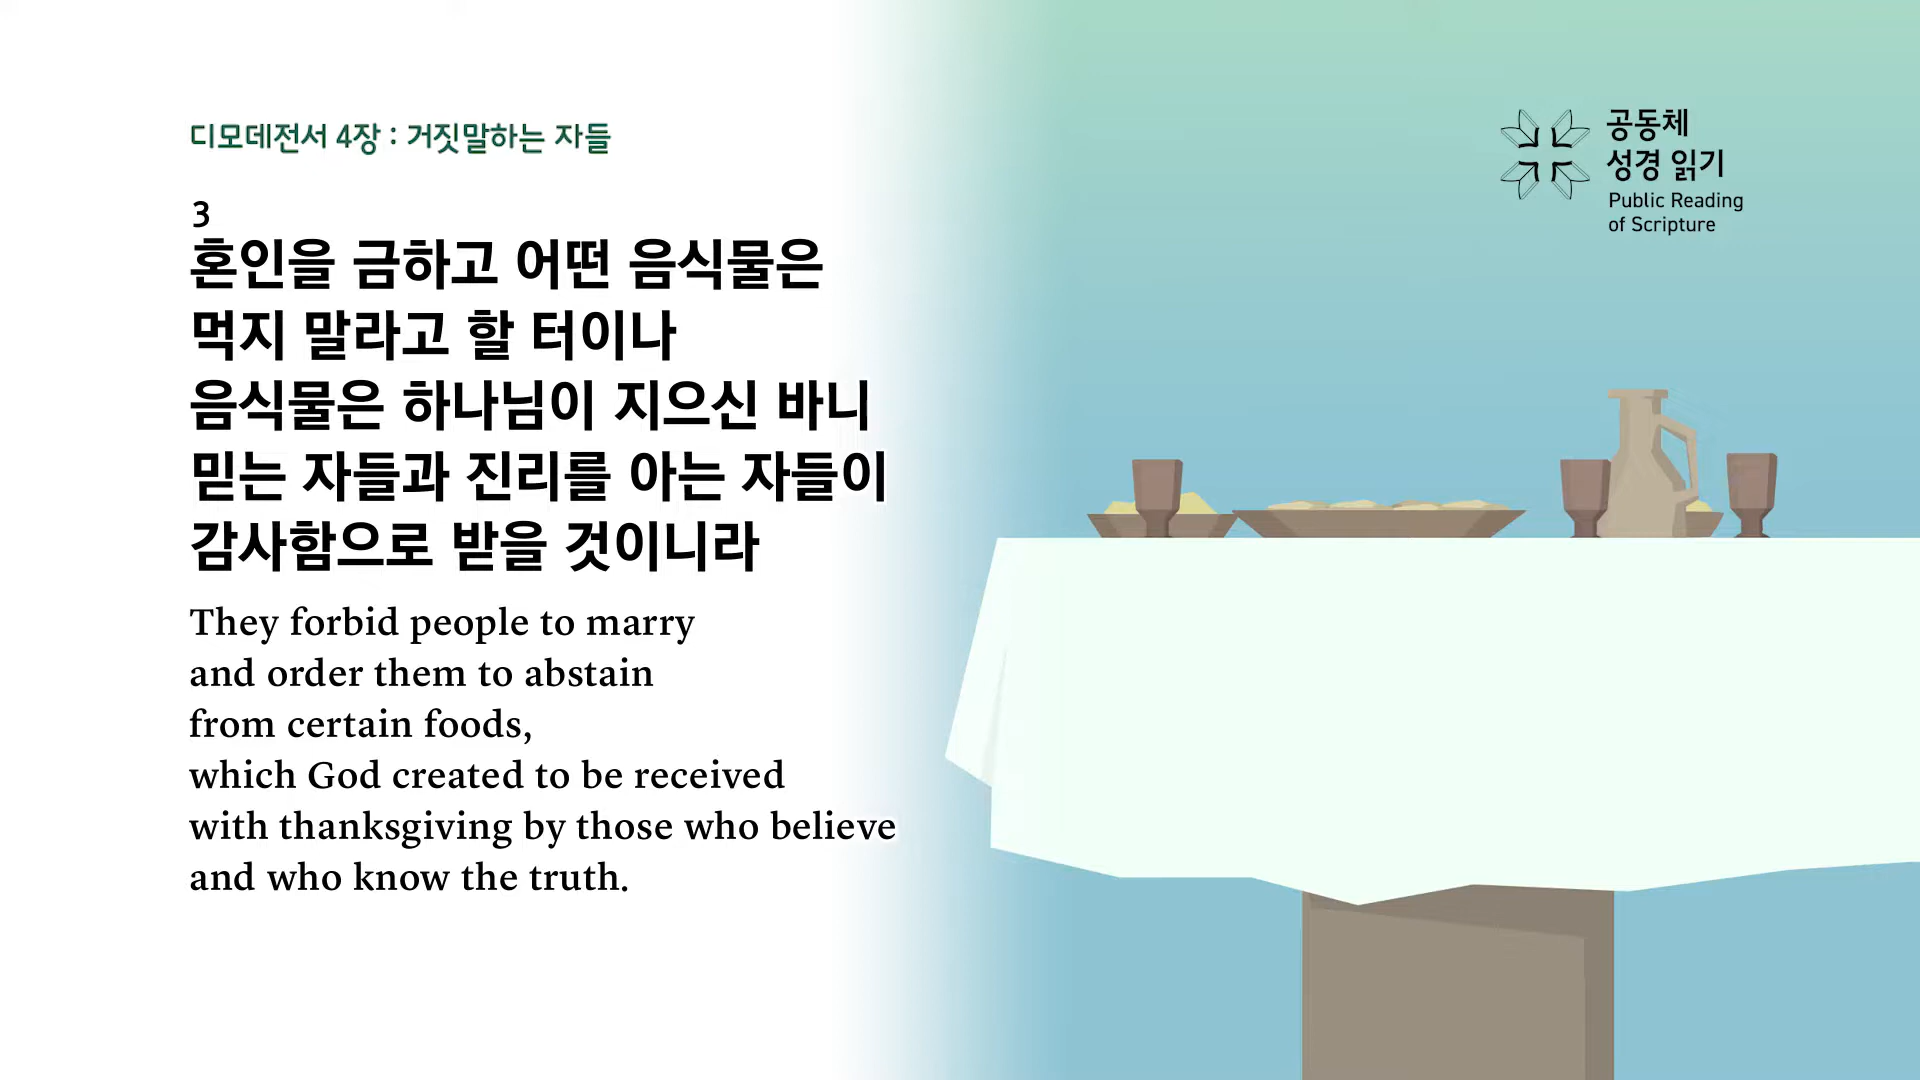 디모데전서 4장 : 거짓말하는 자들
3
혼인을 금하고 어떤 음식물은
먹지 말라고 할 터이나
음식물은 하나님이 지으신 바니
믿는 자들과 진리를 아는 자들이
감사함으로 받을 것이니라
They forbid people to marry
and order them to abstain
from certain foods,
which God created to be received
with thanksgiving by those who believe
and who know the truth.
공동체
성경 읽기
Public Reading
of Scripture